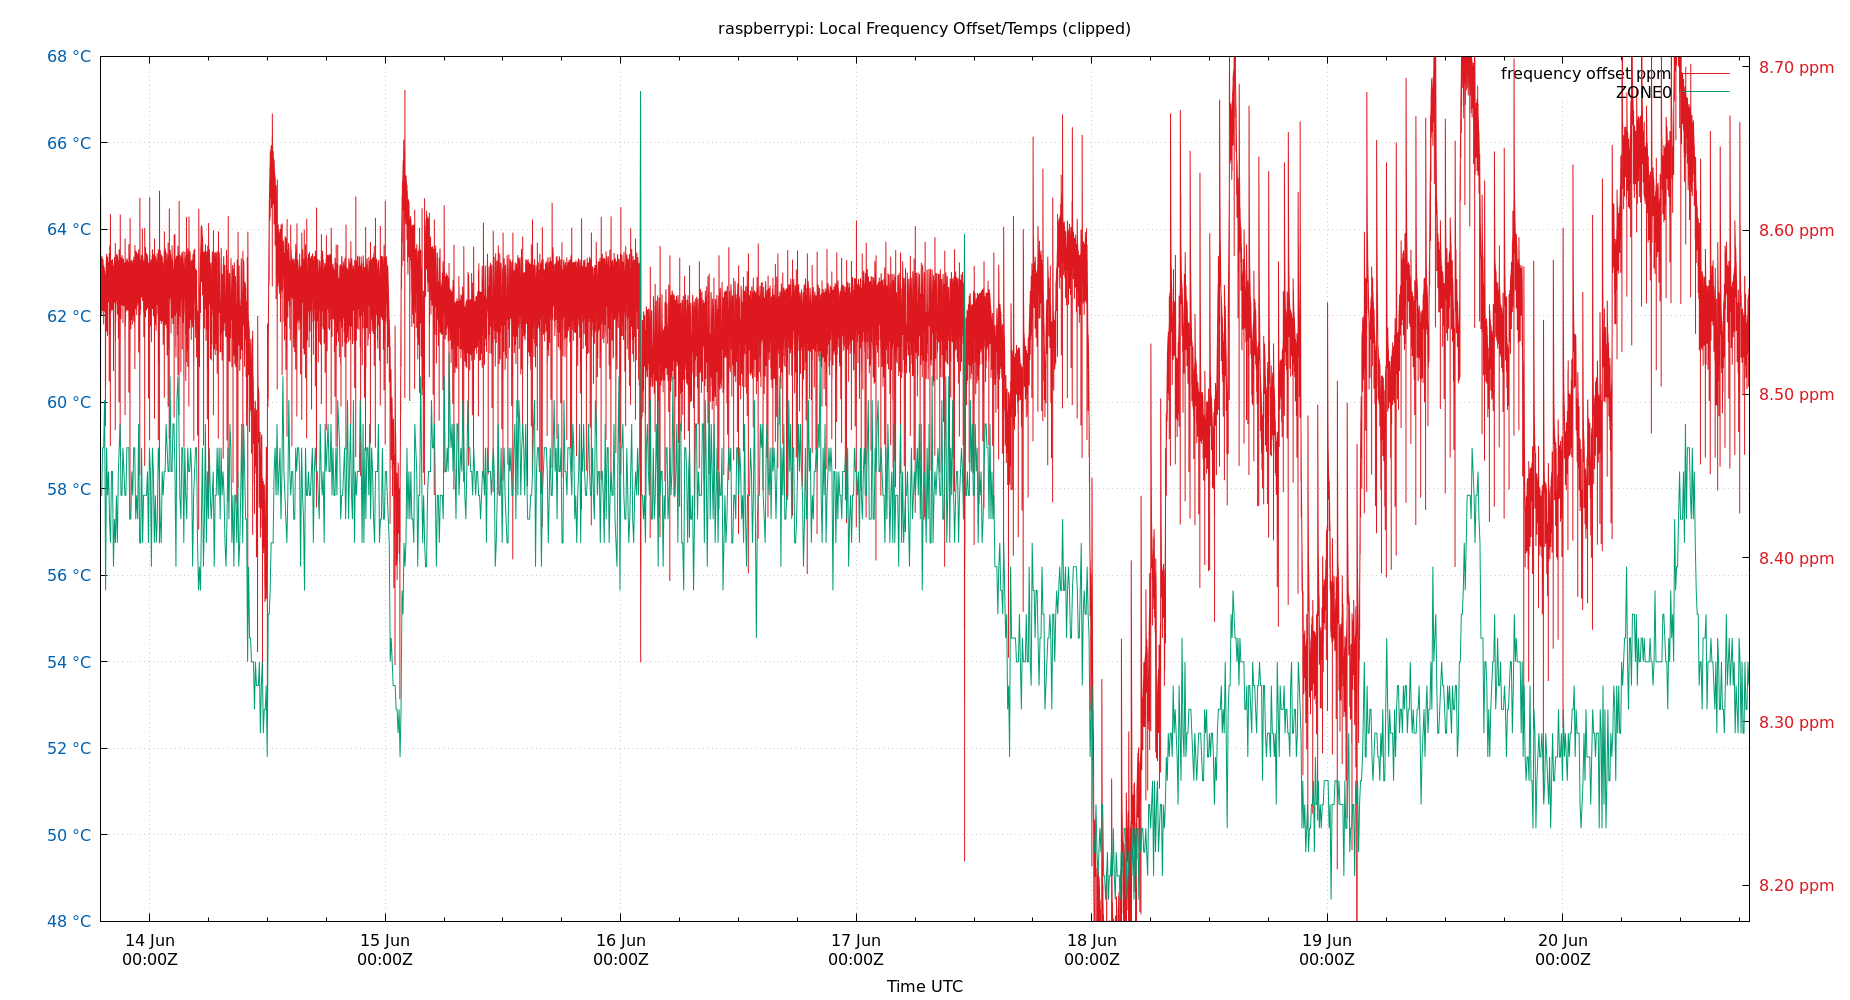 raspberrypi: Local Frequency Offset/Temps (clipped)
68 °C
66 °C
64 °C
62 °C
60 °C
58 °C
56 °C
54 °C
52 °C
50 °C
48 °C
frequency offset ppm
ZONE0
8.70 ppm
8.60 ppm
8.50 ppm
8.40 ppm
8.30 ppm
8.20 ppm
14 Jun
00:00Z
15 Jun
00:00Z
16 Jun
00:00Z
17 Jun
00:00Z
18 Jun
00:00Z
19 Jun
00:00Z
20 Jun
00:00Z
Time UTC